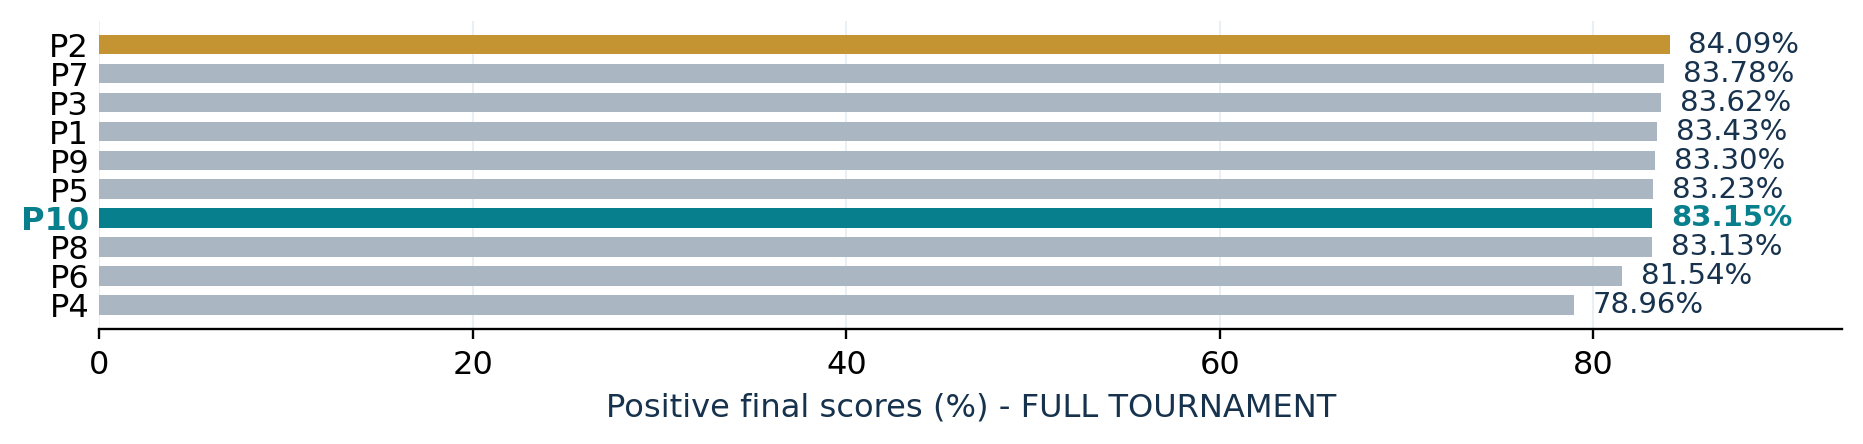 P2 84.09%
P7 83.78%
P3 83.62%
P1 83.43%
P9 83.30%
P5 83.23%
P10 83.15%
P8 83.13%
P6 81.54%
P4 78.96%
0 20 40 60 80
Positive final scores (%) - FULL TOURNAMENT